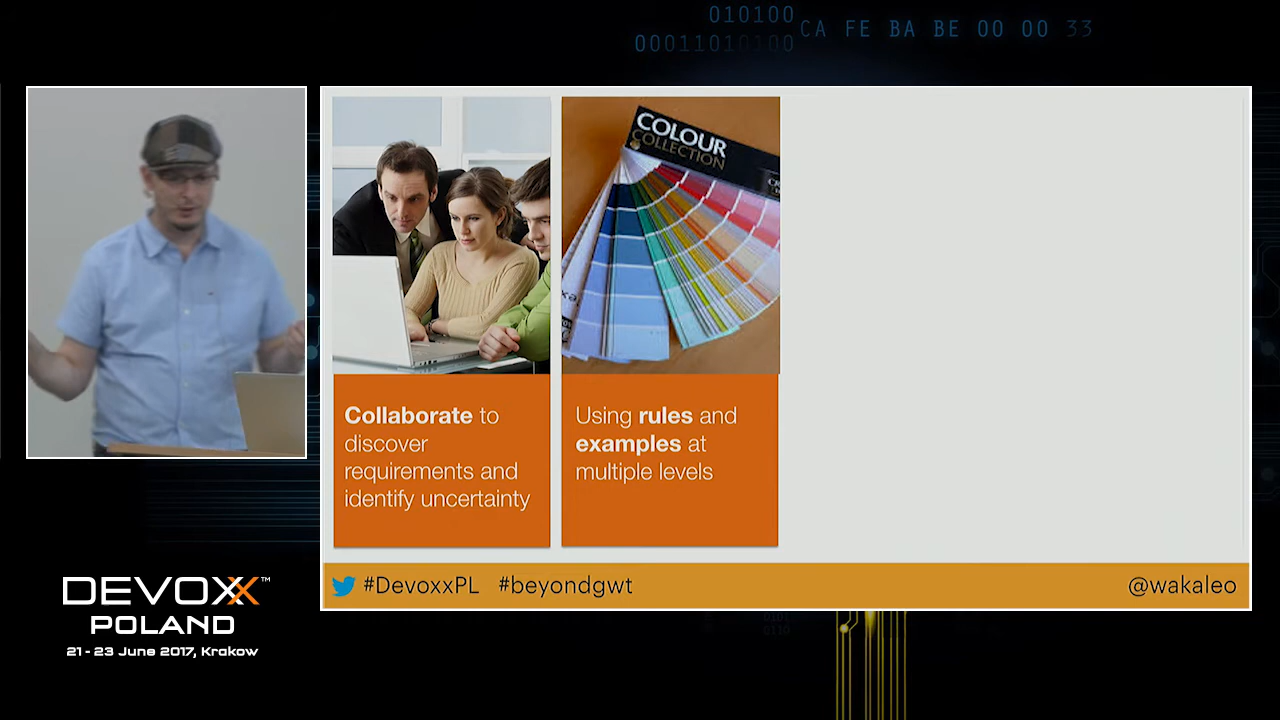 010100
00011010100
CA FE BA BE 00 00 33
COLOUR
COLLECTION
Collaborate to
discover
requirements and
identify uncertainty
Using rules and
examples at
multiple levels
#DevoxxPL #beyondgwt
@wakaleo
DEVOXX™
POLAND
21 - 23 June 2017, Krakow